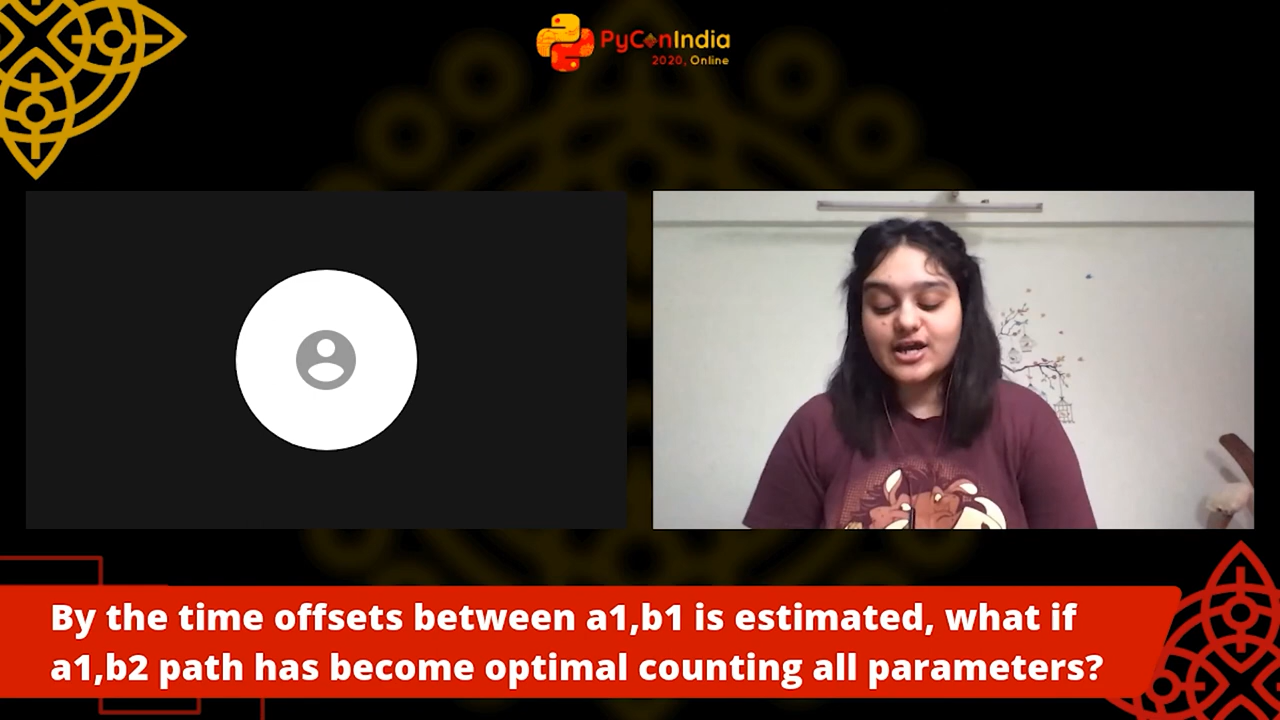 PyConIndia
2020, Online
By the time offsets between a1,b1 is estimated, what if
a1,b2 path has become optimal counting all parameters?